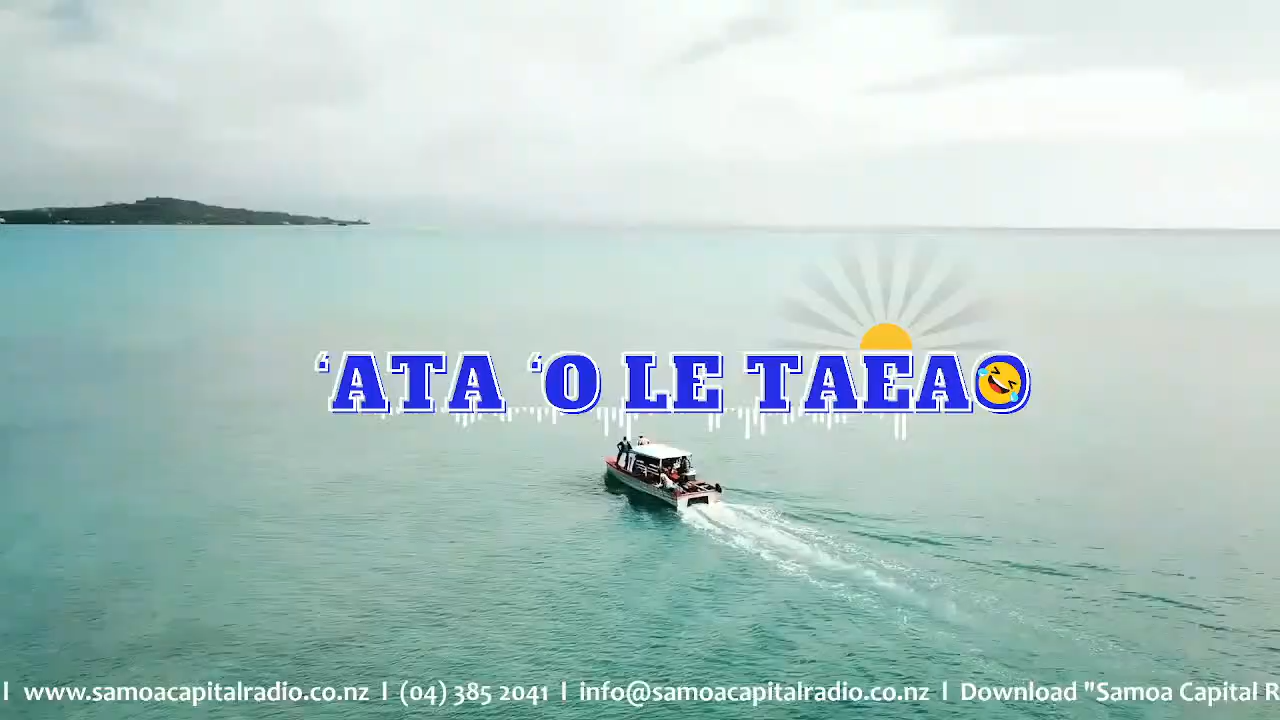 ‘ATA ‘O LE TAEAO
| www.samoacapitalradio.co.nz | (04) 385 2041 | info@samoacapitalradio.co.nz | Download "Samoa Capital R